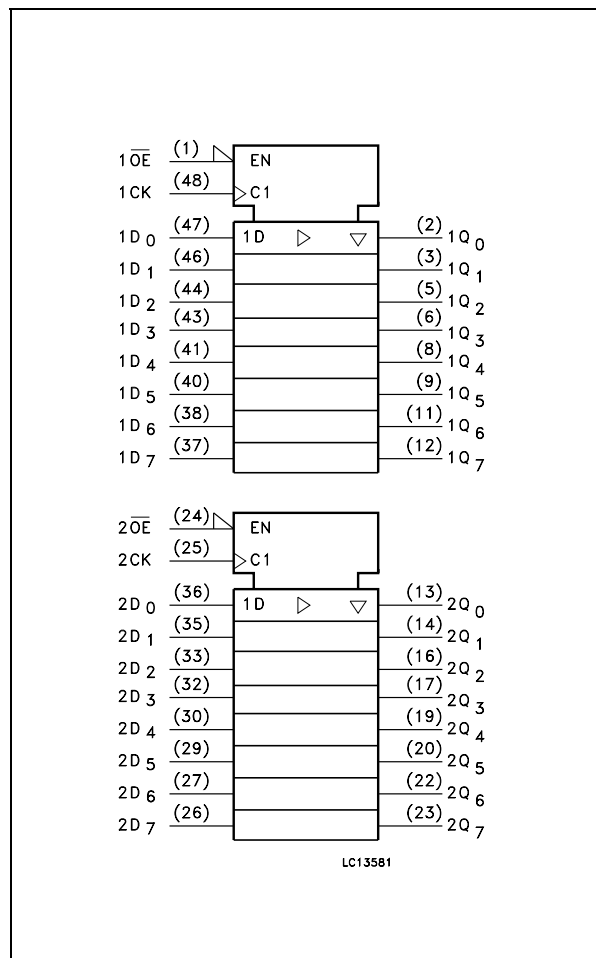 1OE (1) EN
1CK (48) C1
1D0 (47) 1D (2) 1Q0
1D1 (46) (3) 1Q1
1D2 (44) (5) 1Q2
1D3 (43) (6) 1Q3
1D4 (41) (8) 1Q4
1D5 (40) (9) 1Q5
1D6 (38) (11) 1Q6
1D7 (37) (12) 1Q7
2OE (24) EN
2CK (25) C1
2D0 (36) 1D (13) 2Q0
2D1 (35) (14) 2Q1
2D2 (33) (16) 2Q2
2D3 (32) (17) 2Q3
2D4 (30) (19) 2Q4
2D5 (29) (20) 2Q5
2D6 (27) (22) 2Q6
2D7 (26) (23) 2Q7
LC13581